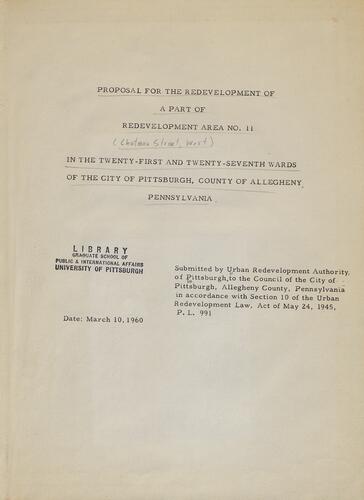 PROPOSAL FOR THE REDEVELOPMENT OF
A PART OF
REDEVELOPMENT AREA NO. 11
(Chateau Street West)
IN THE TWENTY-FIRST AND TWENTY-SEVENTH WARDS
OF THE CITY OF PITTSBURGH, COUNTY OF ALLEGHENY
PENNSYLVANIA
LIBRARY
GRADUATE SCHOOL OF
PUBLIC & INTERNATIONAL AFFAIRS
UNIVERSITY OF PITTSBURGH
Submitted by Urban Redevelopment Authority,
of Pittsburgh, to the Council of the City of
Pittsburgh, Allegheny County, Pennsylvania
in accordance with Section 10 of the Urban
Redevelopment Law, Act of May 24, 1945,
P. L. 991
Date: March 10, 1960